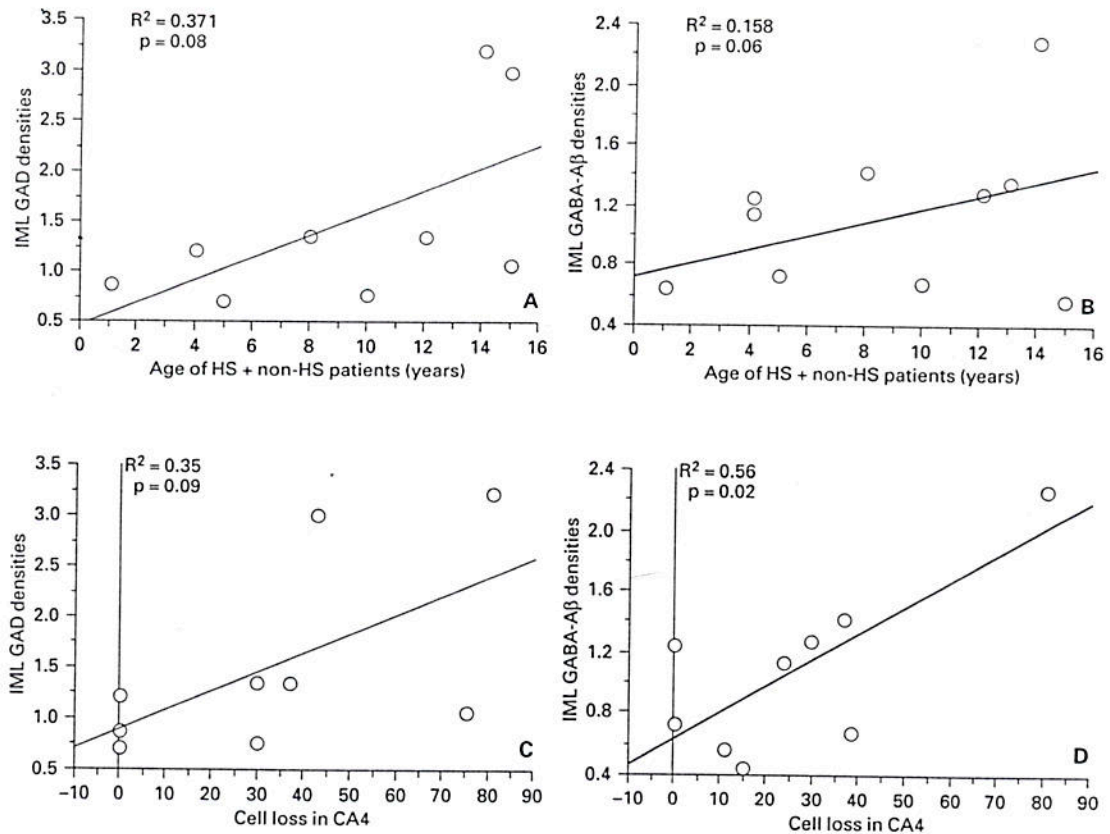 R² = 0.371
p = 0.08
IML GAD densities
3.5
3.0
2.5
2.0
1.5
1.0
0.5
0 2 4 6 8 10 12 14 16
Age of HS + non-HS patients (years)
A
R² = 0.158
p = 0.06
IML GABA-Aβ densities
2.4
2.0
1.6
1.2
0.8
0.4
0 2 4 6 8 10 12 14 16
Age of HS + non-HS patients (years)
B
R² = 0.35
p = 0.09
IML GAD densities
3.5
3.0
2.5
2.0
1.5
1.0
0.5
−10 0 10 20 30 40 50 60 70 80 90
Cell loss in CA4
C
R² = 0.56
p = 0.02
IML GABA-Aβ densities
2.4
2.0
1.6
1.2
0.8
0.4
−10 0 10 20 30 40 50 60 70 80 90
Cell loss in CA4
D